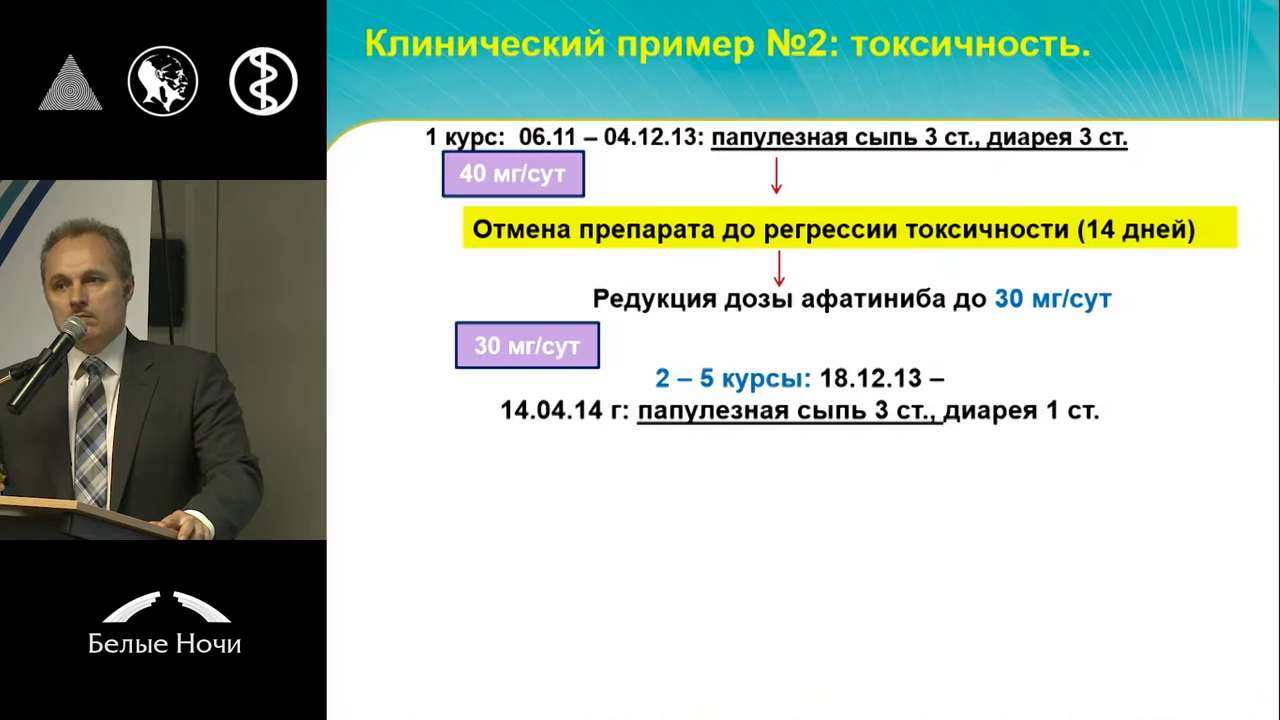 Клинический пример №2: токсичность.
1 курс: 06.11 – 04.12.13: папулезная сыпь 3 ст., диарея 3 ст.
40 мг/сут
Отмена препарата до регрессии токсичности (14 дней)
Редукция дозы афатиниба до 30 мг/сут
30 мг/сут
2 – 5 курсы: 18.12.13 –
14.04.14 г: папулезная сыпь 3 ст., диарея 1 ст.
Белые Ночи